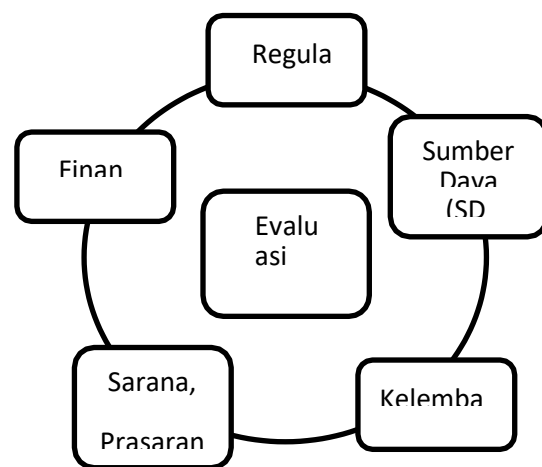 Regula
Sumber
Daya
(SD
Finan
Evalu
asi
Sarana,
Prasaran
Kelemba